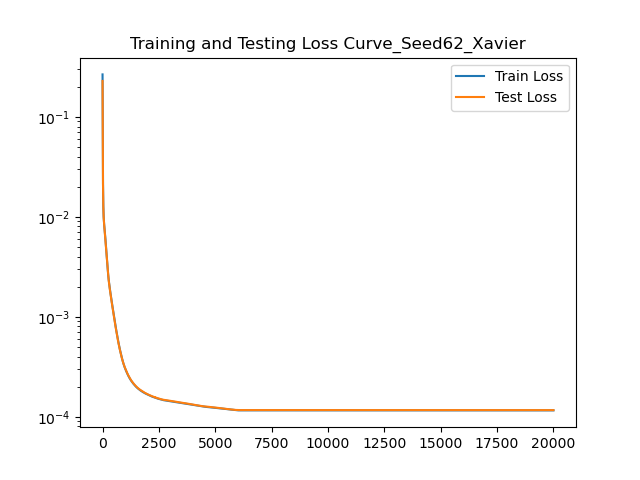 Training and Testing Loss Curve_Seed62_Xavier
Train Loss
Test Loss
10⁻¹
10⁻²
10⁻³
10⁻⁴
0 2500 5000 7500 10000 12500 15000 17500 20000